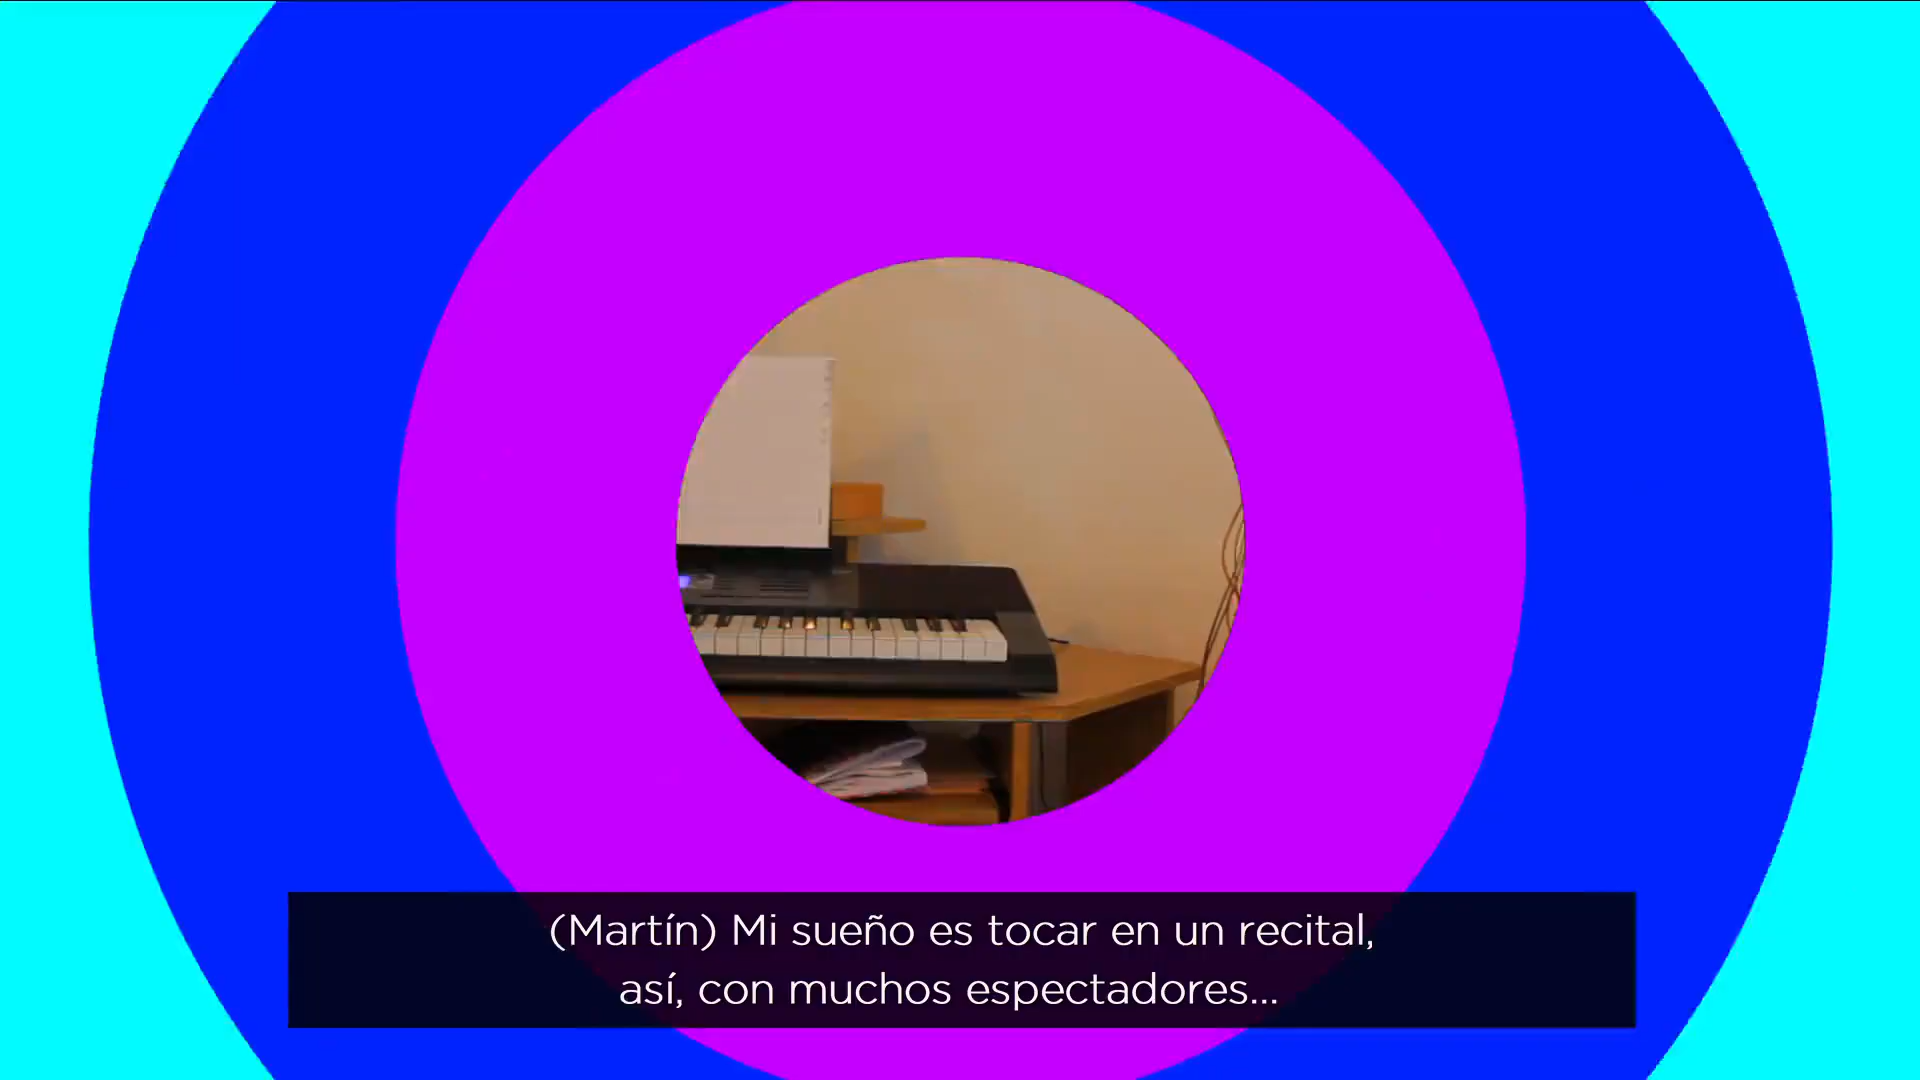 (Martín) Mi sueño es tocar en un recital,
así, con muchos espectadores...